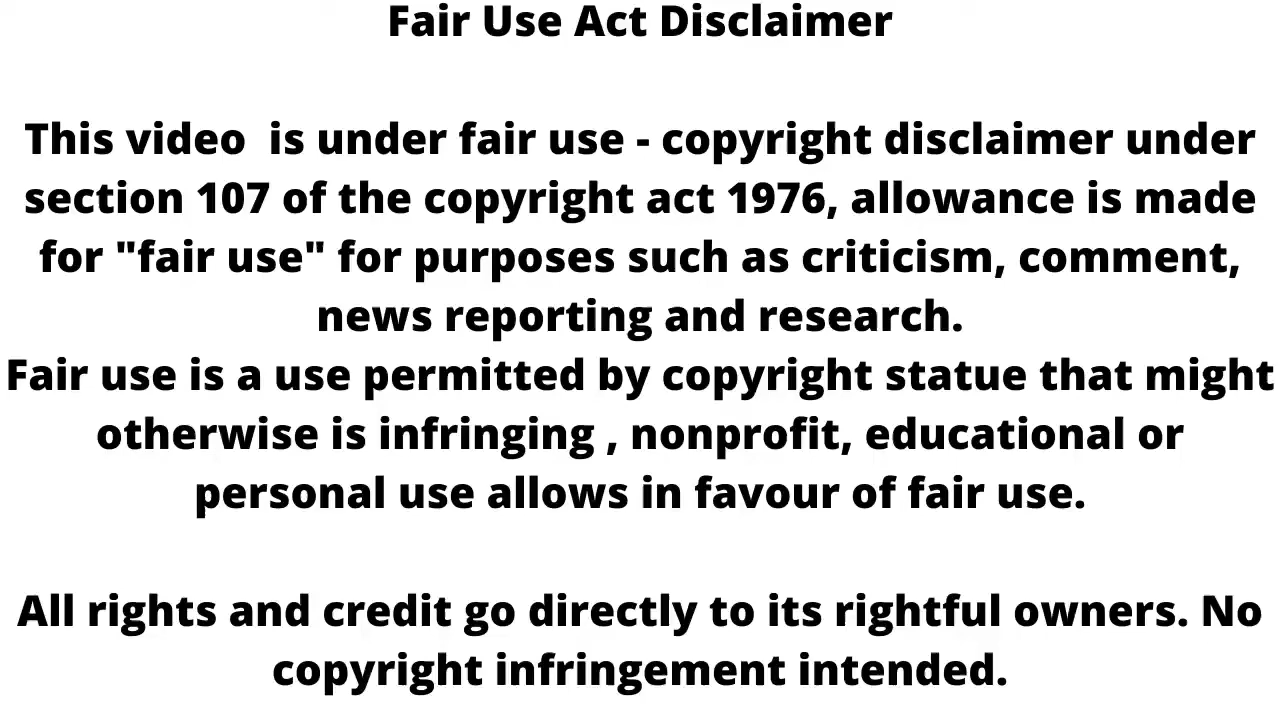 Fair Use Act Disclaimer
This video  is under fair use - copyright disclaimer under
section 107 of the copyright act 1976, allowance is made
for "fair use" for purposes such as criticism, comment,
news reporting and research.
Fair use is a use permitted by copyright statue that might
otherwise is infringing , nonprofit, educational or
personal use allows in favour of fair use.
All rights and credit go directly to its rightful owners. No
copyright infringement intended.